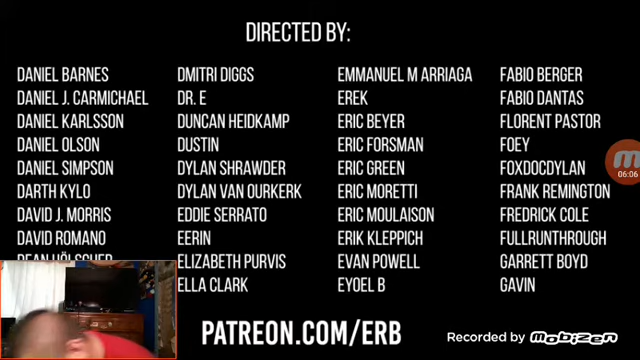 DIRECTED BY:
DANIEL BARNES
DANIEL J. CARMICHAEL
DANIEL KARLSSON
DANIEL OLSON
DANIEL SIMPSON
DARTH KYLO
DAVID J. MORRIS
DAVID ROMANO
DEAN HÖLSCHER
DMITRI DIGGS
DR. E
DUNCAN HEIDKAMP
DUSTIN
DYLAN SHRAWDER
DYLAN VAN OURKERK
EDDIE SERRATO
EERIN
ELIZABETH PURVIS
ELLA CLARK
EMMANUEL M ARRIAGA
EREK
ERIC BEYER
ERIC FORSMAN
ERIC GREEN
ERIC MORETTI
ERIC MOULAISON
ERIK KLEPPICH
EVAN POWELL
EYOEL B
FABIO BERGER
FABIO DANTAS
FLORENT PASTOR
FOEY
FOXDOCDYLAN
FRANK REMINGTON
FREDRICK COLE
FULLRUNTHROUGH
GARRETT BOYD
GAVIN
06:06
PATREON.COM/ERB
Recorded by mobizen